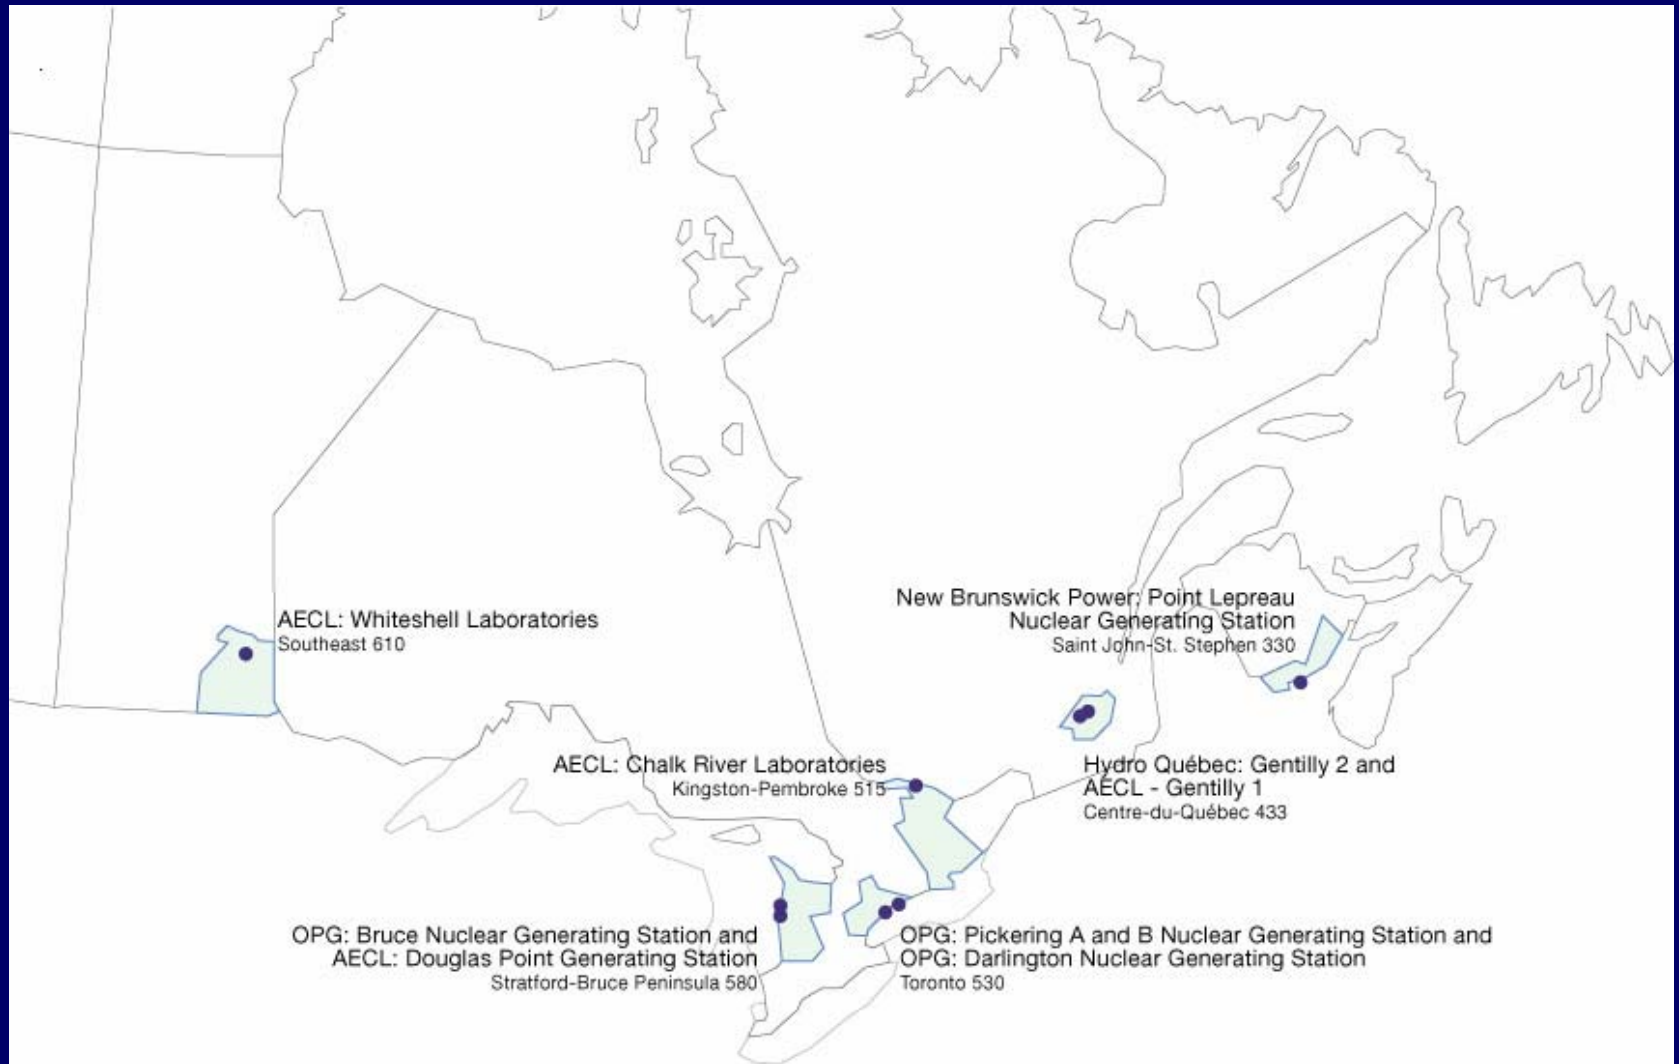 New Brunswick Power: Point Lepreau
Nuclear Generating Station
Saint John-St. Stephen 330
AECL: Whiteshell Laboratories
Southeast 610
AECL: Chalk River Laboratories
Kingston-Pembroke 515
Hydro Québec: Gentilly 2 and
AECL - Gentilly 1
Centre-du-Québec 433
OPG: Bruce Nuclear Generating Station and
AECL: Douglas Point Generating Station
Stratford-Bruce Peninsula 580
OPG: Pickering A and B Nuclear Generating Station and
OPG: Darlington Nuclear Generating Station
Toronto 530